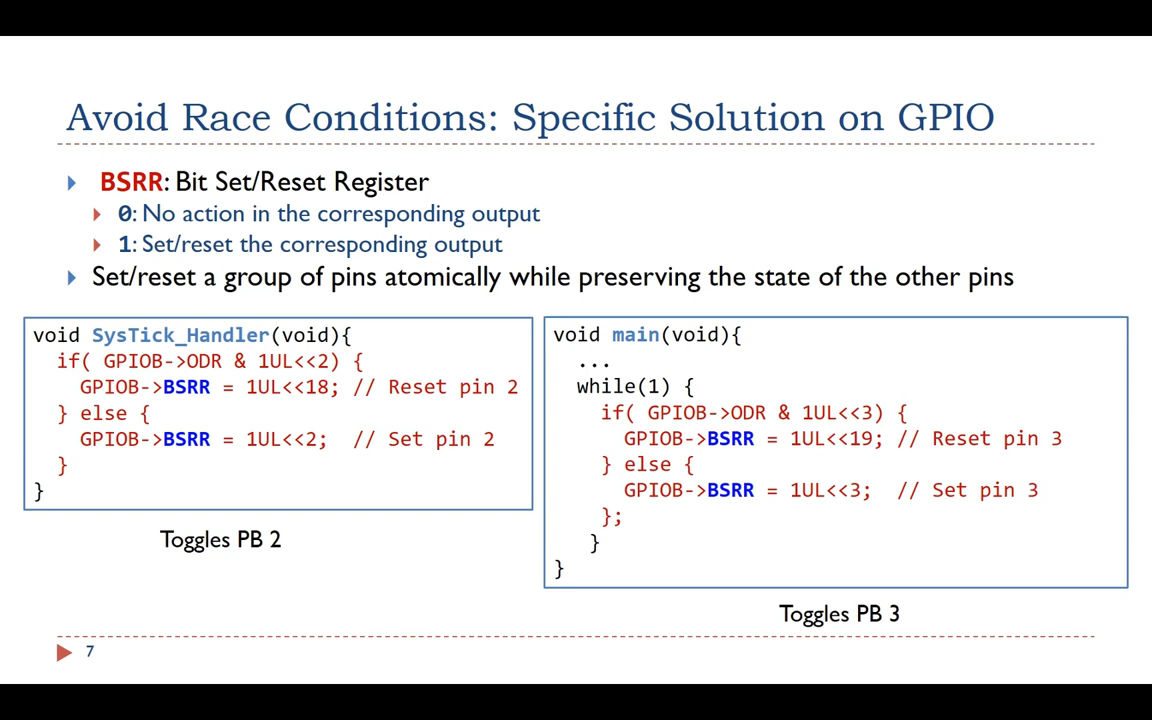 Avoid Race Conditions: Specific Solution on GPIO
BSRR: Bit Set/Reset Register
0: No action in the corresponding output
1: Set/reset the corresponding output
Set/reset a group of pins atomically while preserving the state of the other pins
void SysTick_Handler(void){
if( GPIOB->ODR & 1UL<<2) {
GPIOB->BSRR = 1UL<<18; // Reset pin 2
} else {
GPIOB->BSRR = 1UL<<2; // Set pin 2
}
}
Toggles PB 2
void main(void){
...
while(1) {
if( GPIOB->ODR & 1UL<<3) {
GPIOB->BSRR = 1UL<<19; // Reset pin 3
} else {
GPIOB->BSRR = 1UL<<3; // Set pin 3
};
}
}
Toggles PB 3
7